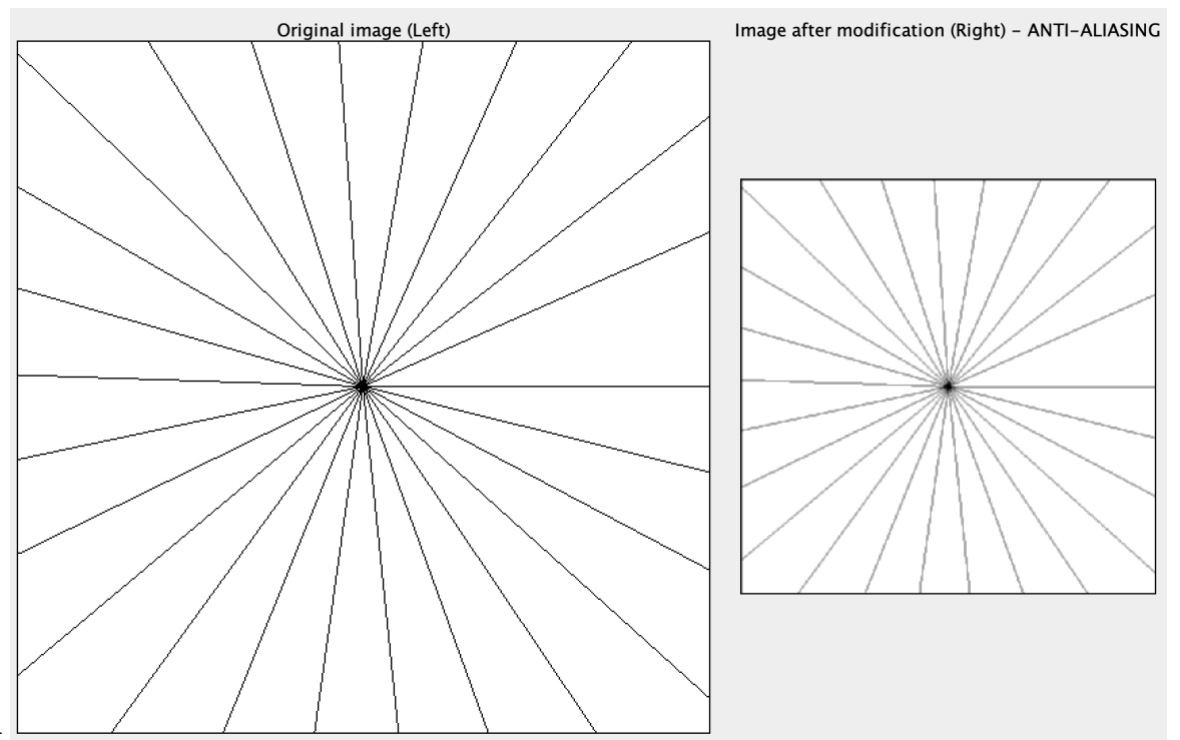 Original image (Left)
Image after modification (Right) – ANTI–ALIASING